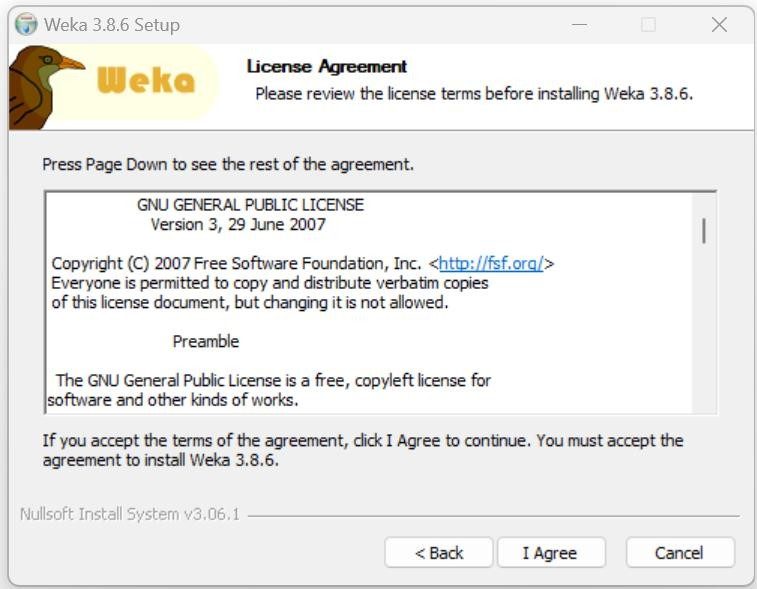 Weka 3.8.6 Setup
Weka
License Agreement
Please review the license terms before installing Weka 3.8.6.
Press Page Down to see the rest of the agreement.
GNU GENERAL PUBLIC LICENSE
Version 3, 29 June 2007
Copyright (C) 2007 Free Software Foundation, Inc. <http://fsf.org/>
Everyone is permitted to copy and distribute verbatim copies
of this license document, but changing it is not allowed.
Preamble
The GNU General Public License is a free, copyleft license for
software and other kinds of works.
If you accept the terms of the agreement, click I Agree to continue. You must accept the
agreement to install Weka 3.8.6.
Nullsoft Install System v3.06.1
< Back I Agree Cancel